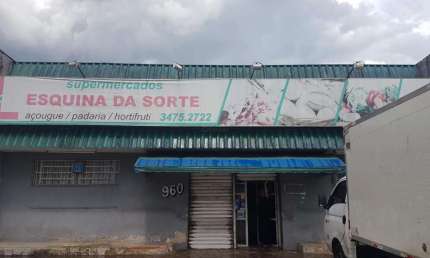 supermercados
ESQUINA DA SORTE
açougue / padaria / hortifruti 3475.2722
960